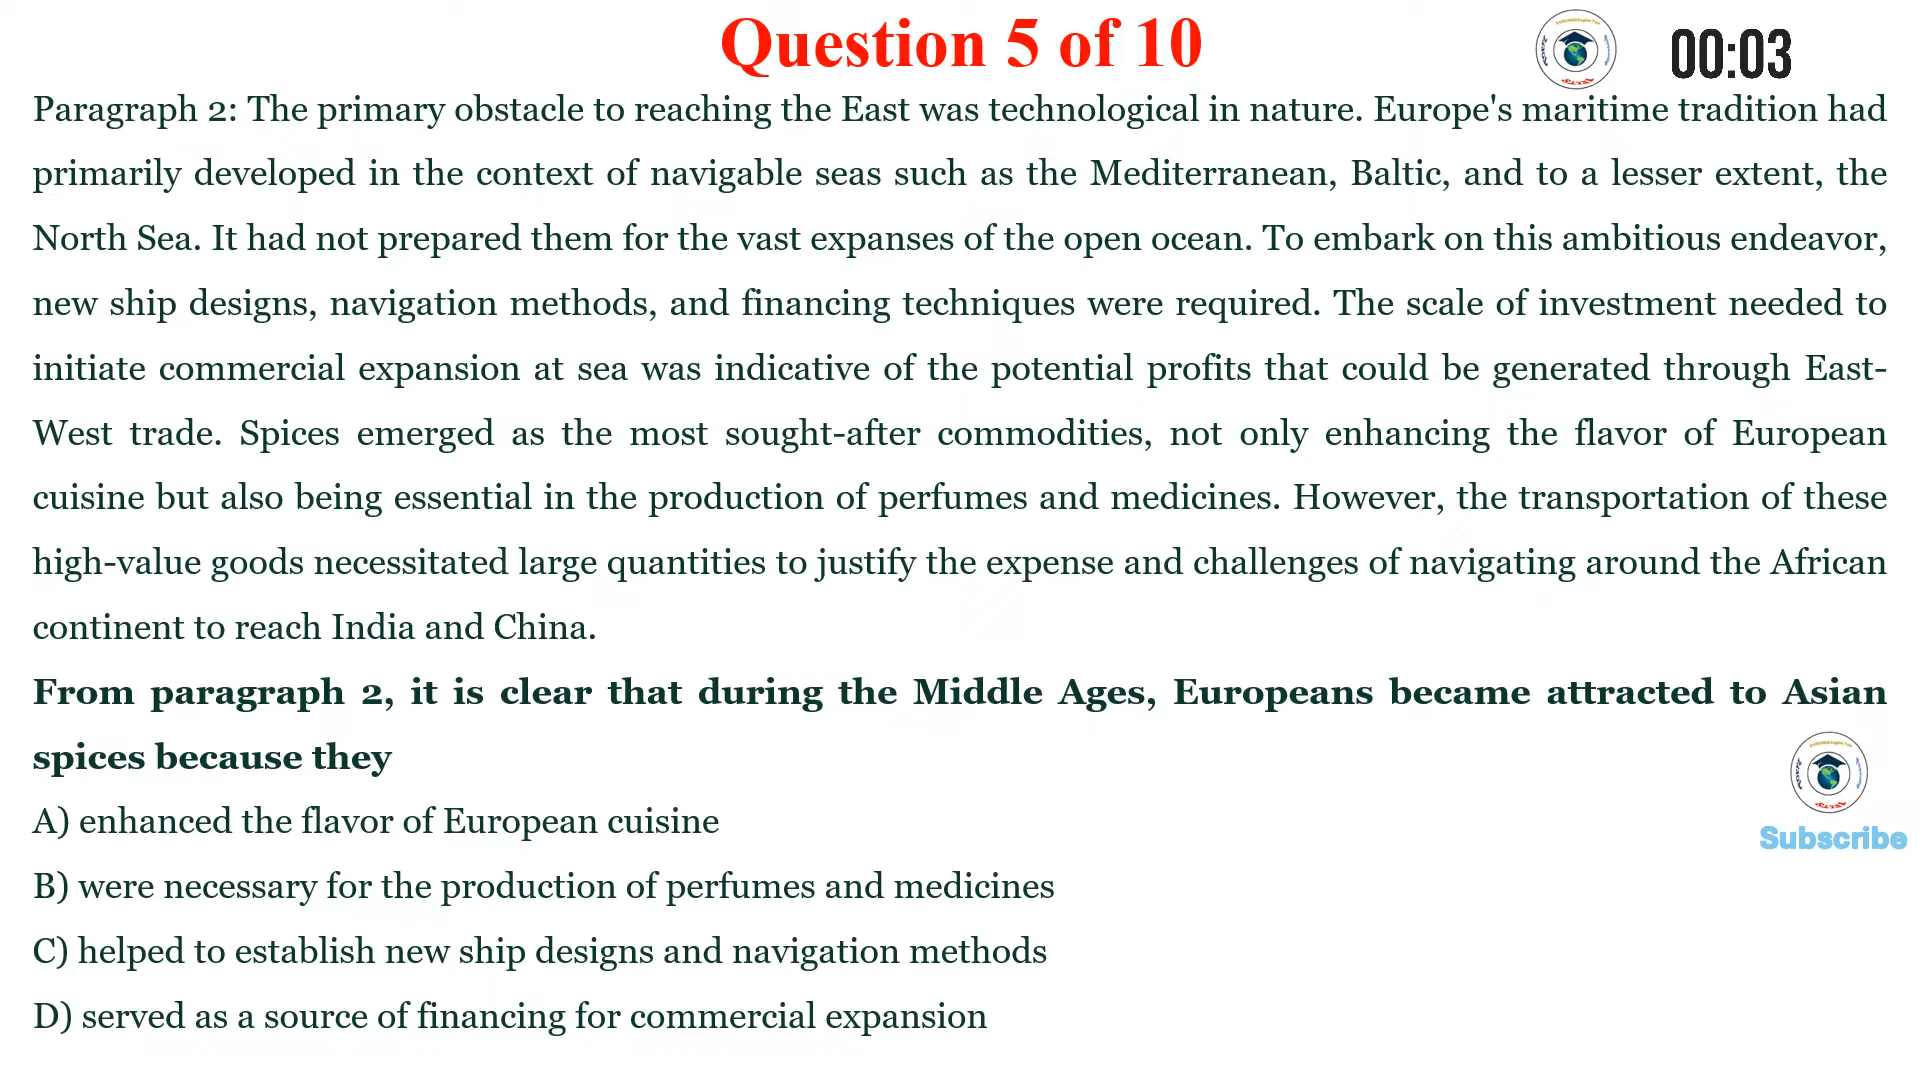 Question 5 of 10
00:03
Paragraph 2: The primary obstacle to reaching the East was technological in nature. Europe's maritime tradition had
primarily developed in the context of navigable seas such as the Mediterranean, Baltic, and to a lesser extent, the
North Sea. It had not prepared them for the vast expanses of the open ocean. To embark on this ambitious endeavor,
new ship designs, navigation methods, and financing techniques were required. The scale of investment needed to
initiate commercial expansion at sea was indicative of the potential profits that could be generated through East-
West trade. Spices emerged as the most sought-after commodities, not only enhancing the flavor of European
cuisine but also being essential in the production of perfumes and medicines. However, the transportation of these
high-value goods necessitated large quantities to justify the expense and challenges of navigating around the African
continent to reach India and China.
From paragraph 2, it is clear that during the Middle Ages, Europeans became attracted to Asian
spices because they
A) enhanced the flavor of European cuisine
B) were necessary for the production of perfumes and medicines
C) helped to establish new ship designs and navigation methods
D) served as a source of financing for commercial expansion
Subscribe